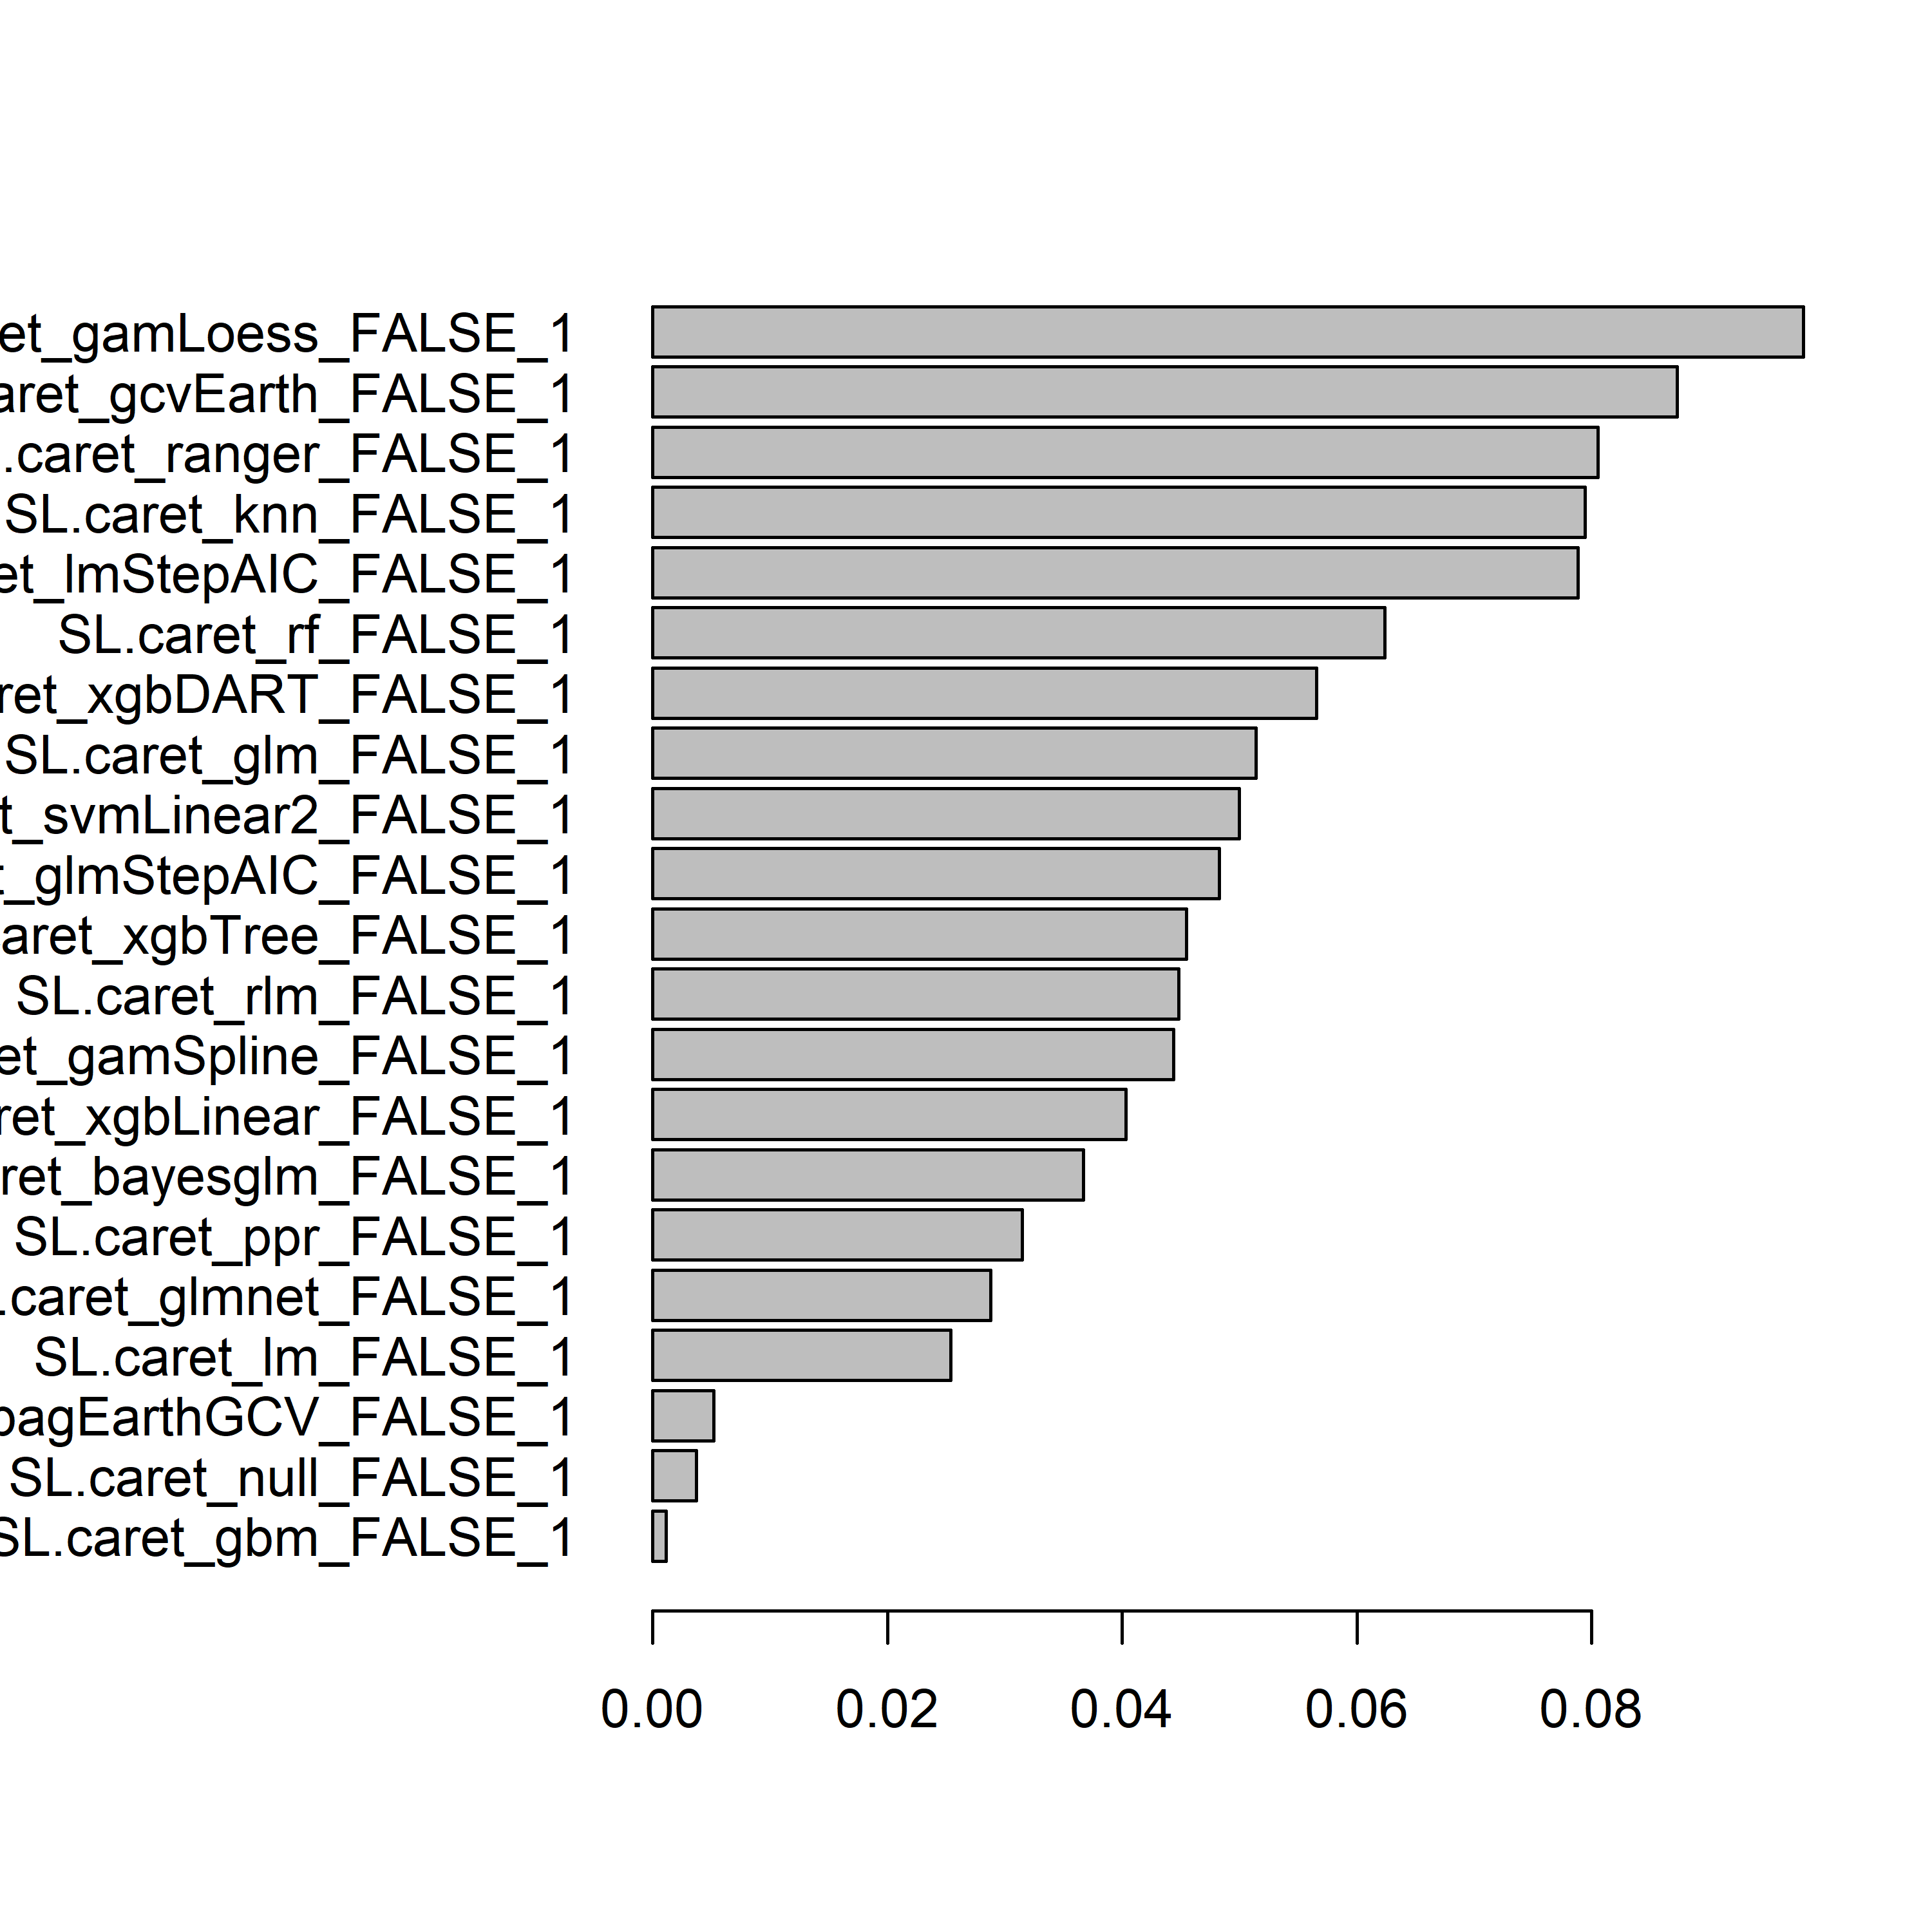 et_gamLoess_FALSE_1
aret_gcvEarth_FALSE_1
.caret_ranger_FALSE_1
SL.caret_knn_FALSE_1
et_lmStepAIC_FALSE_1
SL.caret_rf_FALSE_1
ret_xgbDART_FALSE_1
SL.caret_glm_FALSE_1
t_svmLinear2_FALSE_1
t_glmStepAIC_FALSE_1
aret_xgbTree_FALSE_1
SL.caret_rlm_FALSE_1
et_gamSpline_FALSE_1
ret_xgbLinear_FALSE_1
ret_bayesglm_FALSE_1
SL.caret_ppr_FALSE_1
.caret_glmnet_FALSE_1
SL.caret_lm_FALSE_1
bagEarthGCV_FALSE_1
SL.caret_null_FALSE_1
SL.caret_gbm_FALSE_1
0.00 0.02 0.04 0.06 0.08